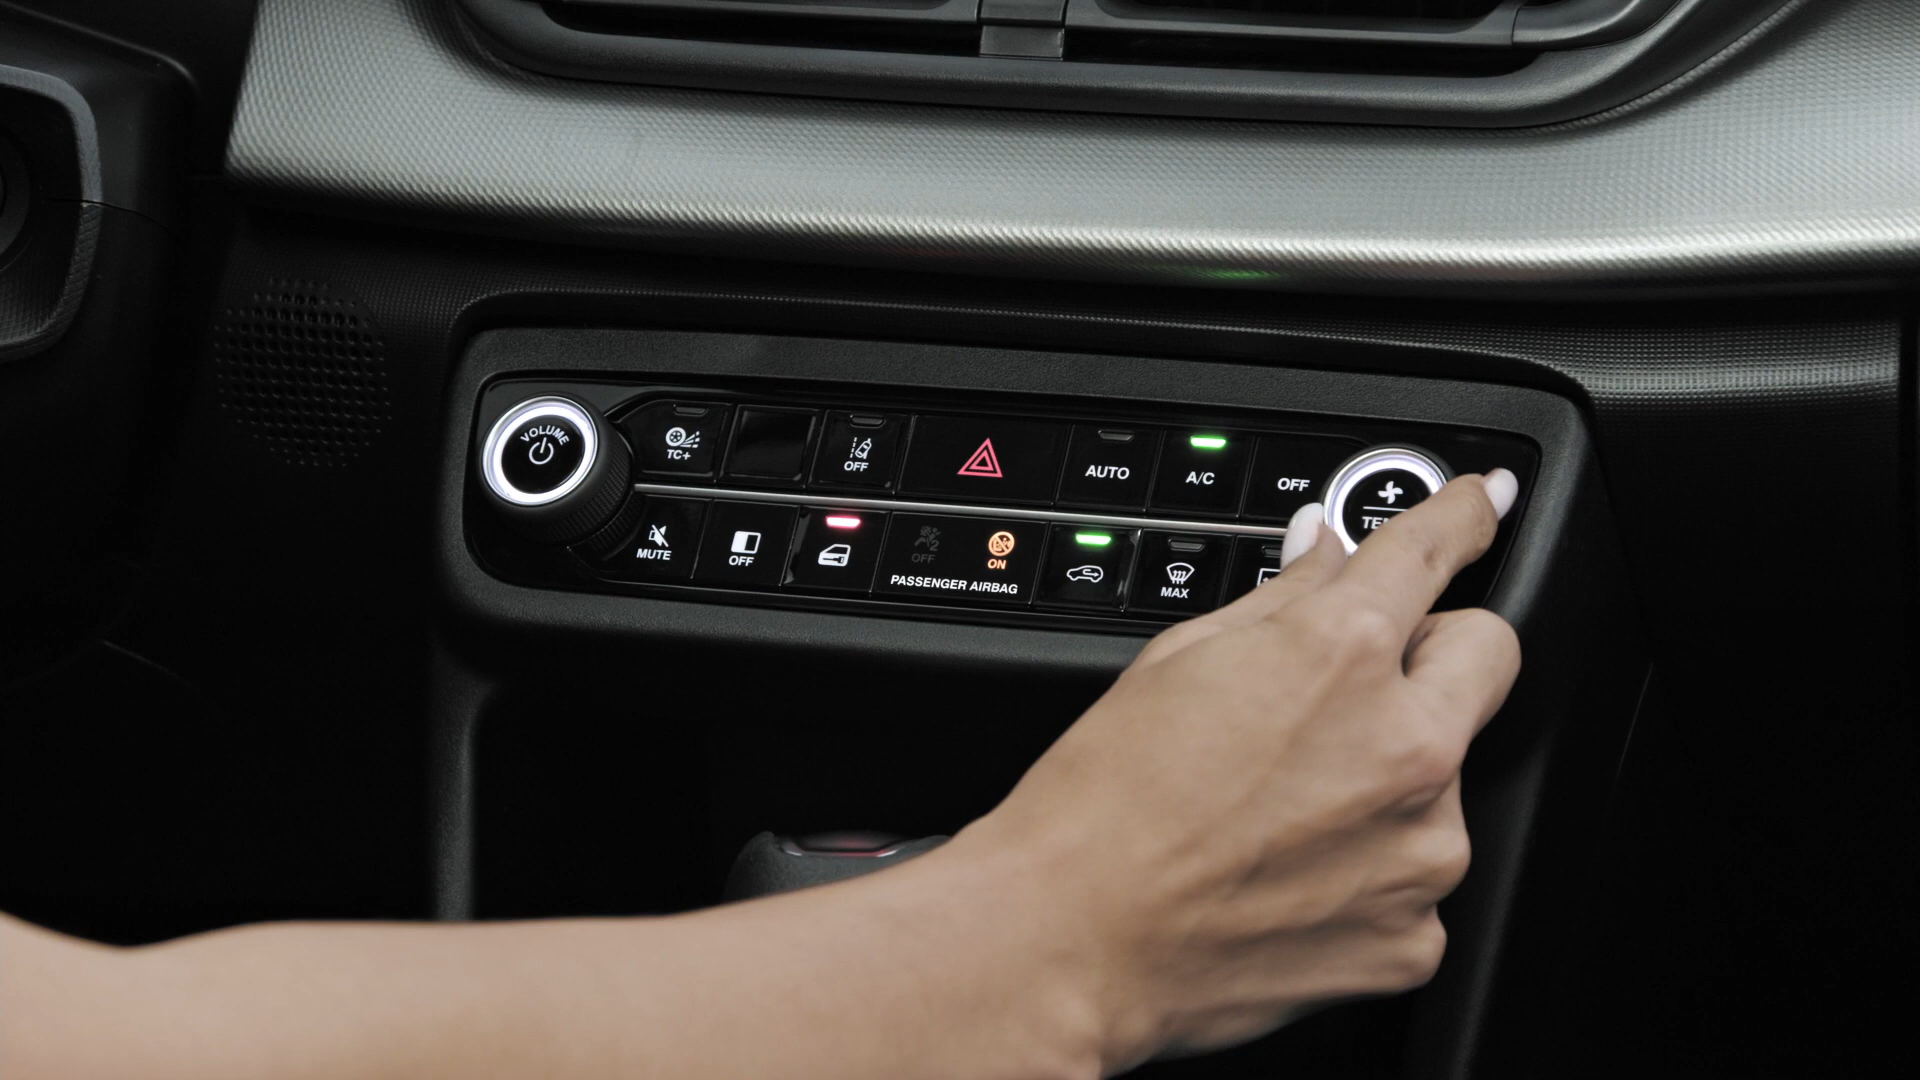 VOLUME
TC+
OFF
AUTO
A/C
OFF
MUTE
OFF
OFF
ON
PASSENGER AIRBAG
MAX